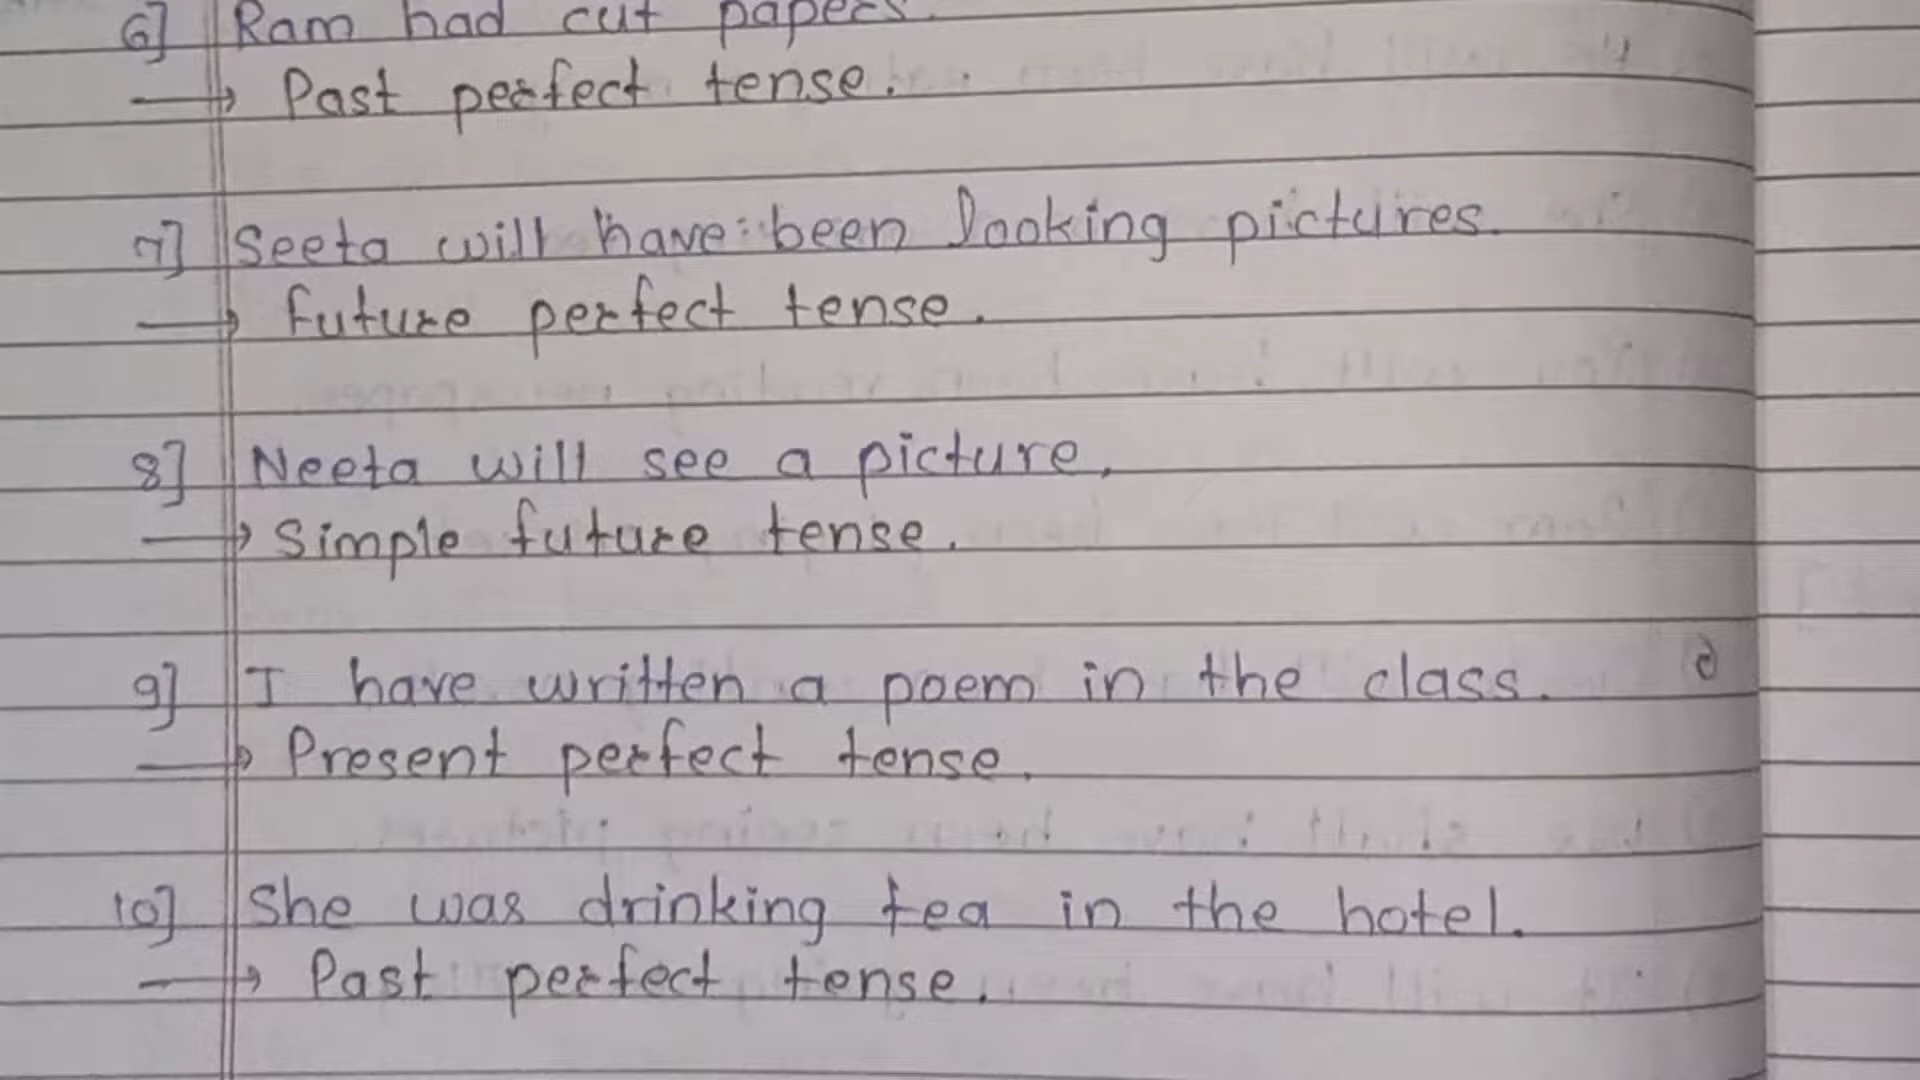 6] Ram had cut papers.
→ Past perfect tense.
7] Seeta will have been looking pictures.
→ future perfect tense.
8] Neeta will see a picture.
→ Simple future tense.
9] I have written a poem in the class.
→ Present perfect tense.
10] She was drinking tea in the hotel.
→ Past perfect tense.